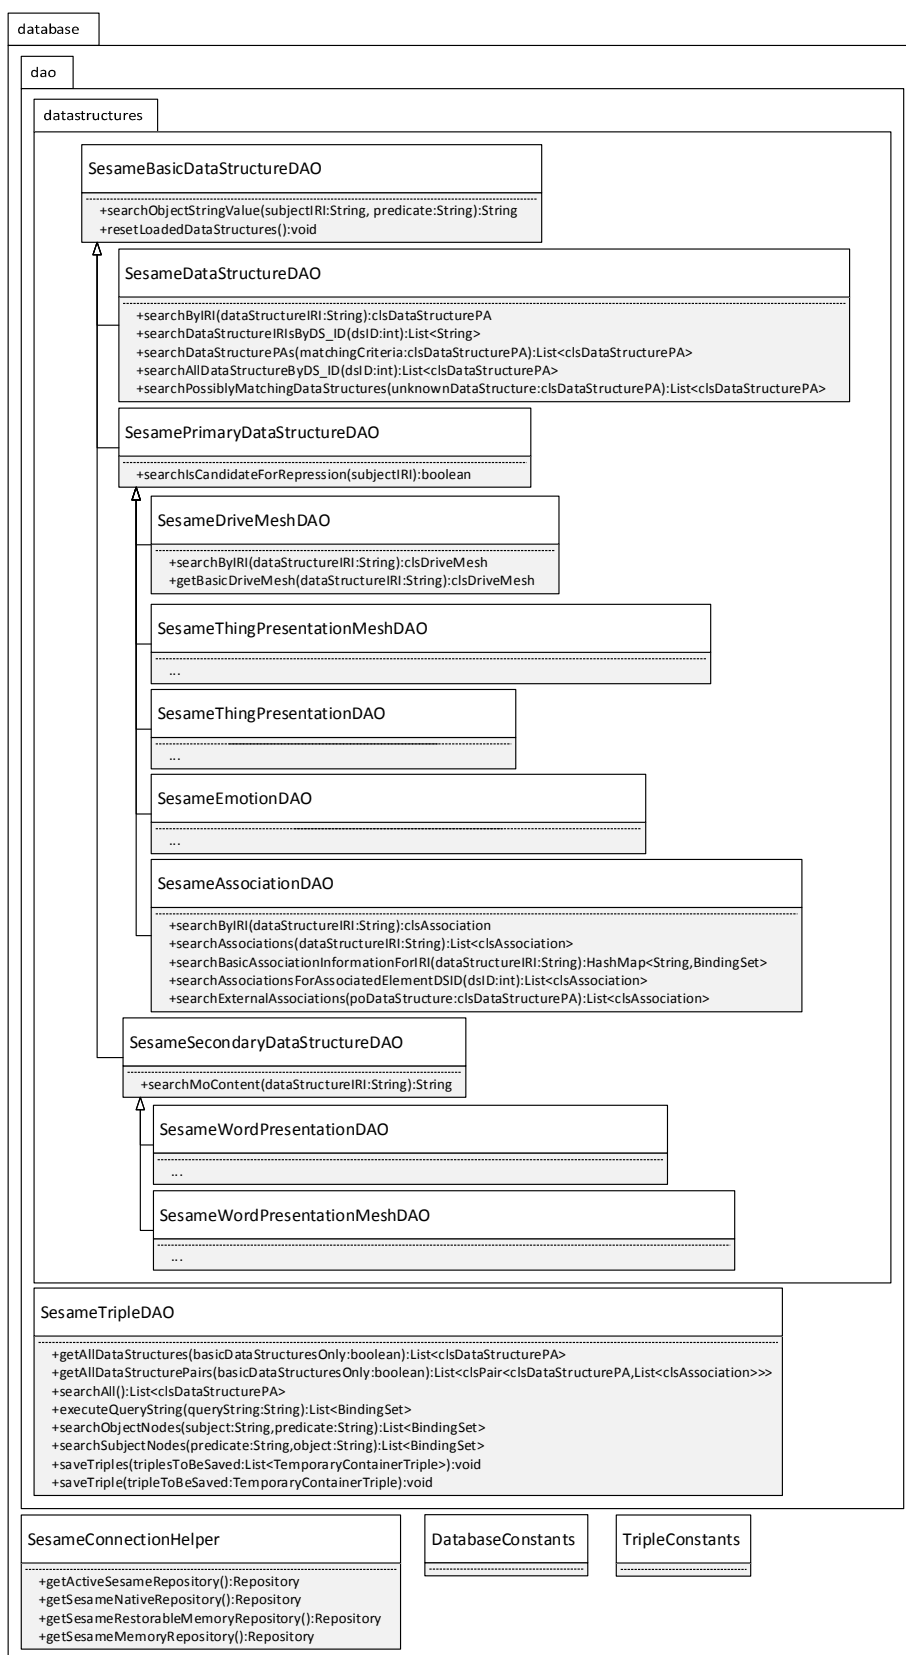 database
dao
datastructures
SesameBasicDataStructureDAO
+searchObjectStringValue(subjectIRI:String, predicate:String):String
+resetLoadedDataStructures():void
SesameDataStructureDAO
+searchByIRI(dataStructureIRI:String):clsDataStructurePA
+searchDataStructureIRIsByDS_ID(dsID:int):List<String>
+searchDataStructurePAs(matchingCriteria:clsDataStructurePA):List<clsDataStructurePA>
+searchAllDataStructureByDS_ID(dsID:int):List<clsDataStructurePA>
+searchPossiblyMatchingDataStructures(unknownDataStructure:clsDataStructurePA):List<clsDataStructurePA>
SesamePrimaryDataStructureDAO
+searchIsCandidateForRepression(subjectIRI):boolean
SesameDriveMeshDAO
+searchByIRI(dataStructureIRI:String):clsDriveMesh
+getBasicDriveMesh(dataStructureIRI:String):clsDriveMesh
SesameThingPresentationMeshDAO
...
SesameThingPresentationDAO
...
SesameEmotionDAO
...
SesameAssociationDAO
+searchByIRI(dataStructureIRI:String):clsAssociation
+searchAssociations(dataStructureIRI:String):List<clsAssociation>
+searchBasicAssociationInformationForIRI(dataStructureIRI:String):HashMap<String,BindingSet>
+searchAssociationsForAssociatedElementDSID(dsID:int):List<clsAssociation>
+searchExternalAssociations(poDataStructure:clsDataStructurePA):List<clsAssociation>
SesameSecondaryDataStructureDAO
+searchMoContent(dataStructureIRI:String):String
SesameWordPresentationDAO
...
SesameWordPresentationMeshDAO
...
SesameTripleDAO
+getAllDataStructures(basicDataStructuresOnly:boolean):List<clsDataStructurePA>
+getAllDataStructurePairs(basicDataStructuresOnly:boolean):List<clsPair<clsDataStructurePA,List<clsAssociation>>>
+searchAll():List<clsDataStructurePA>
+executeQueryString(queryString:String):List<BindingSet>
+searchObjectNodes(subject:String,predicate:String):List<BindingSet>
+searchSubjectNodes(predicate:String,object:String):List<BindingSet>
+saveTriples(triplesToBeSaved:List<TemporaryContainerTriple>):void
+saveTriple(tripleToBeSaved:TemporaryContainerTriple):void
SesameConnectionHelper
+getActiveSesameRepository():Repository
+getSesameNativeRepository():Repository
+getSesameRestorableMemoryRepository():Repository
+getSesameMemoryRepository():Repository
DatabaseConstants
TripleConstants